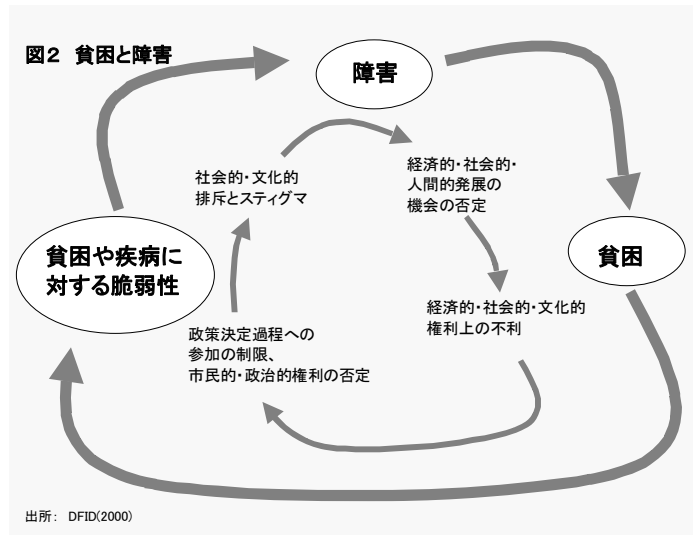 図2 貧困と障害
障害
社会的・文化的
排斥とスティグマ
経済的・社会的・
人間的発展の
機会の否定
貧困や疾病に
対する脆弱性
貧困
経済的・社会的・文化的
権利上の不利
政策決定過程への
参加の制限、
市民的・政治的権利の否定
出所: DFID(2000)